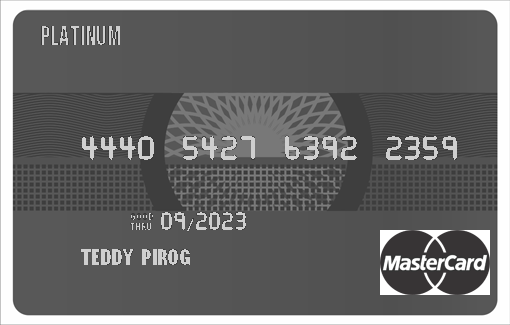 PLATINUM
4440 5427 6392 2359
THRU 09/2023
TEDDY PIROG
MasterCard